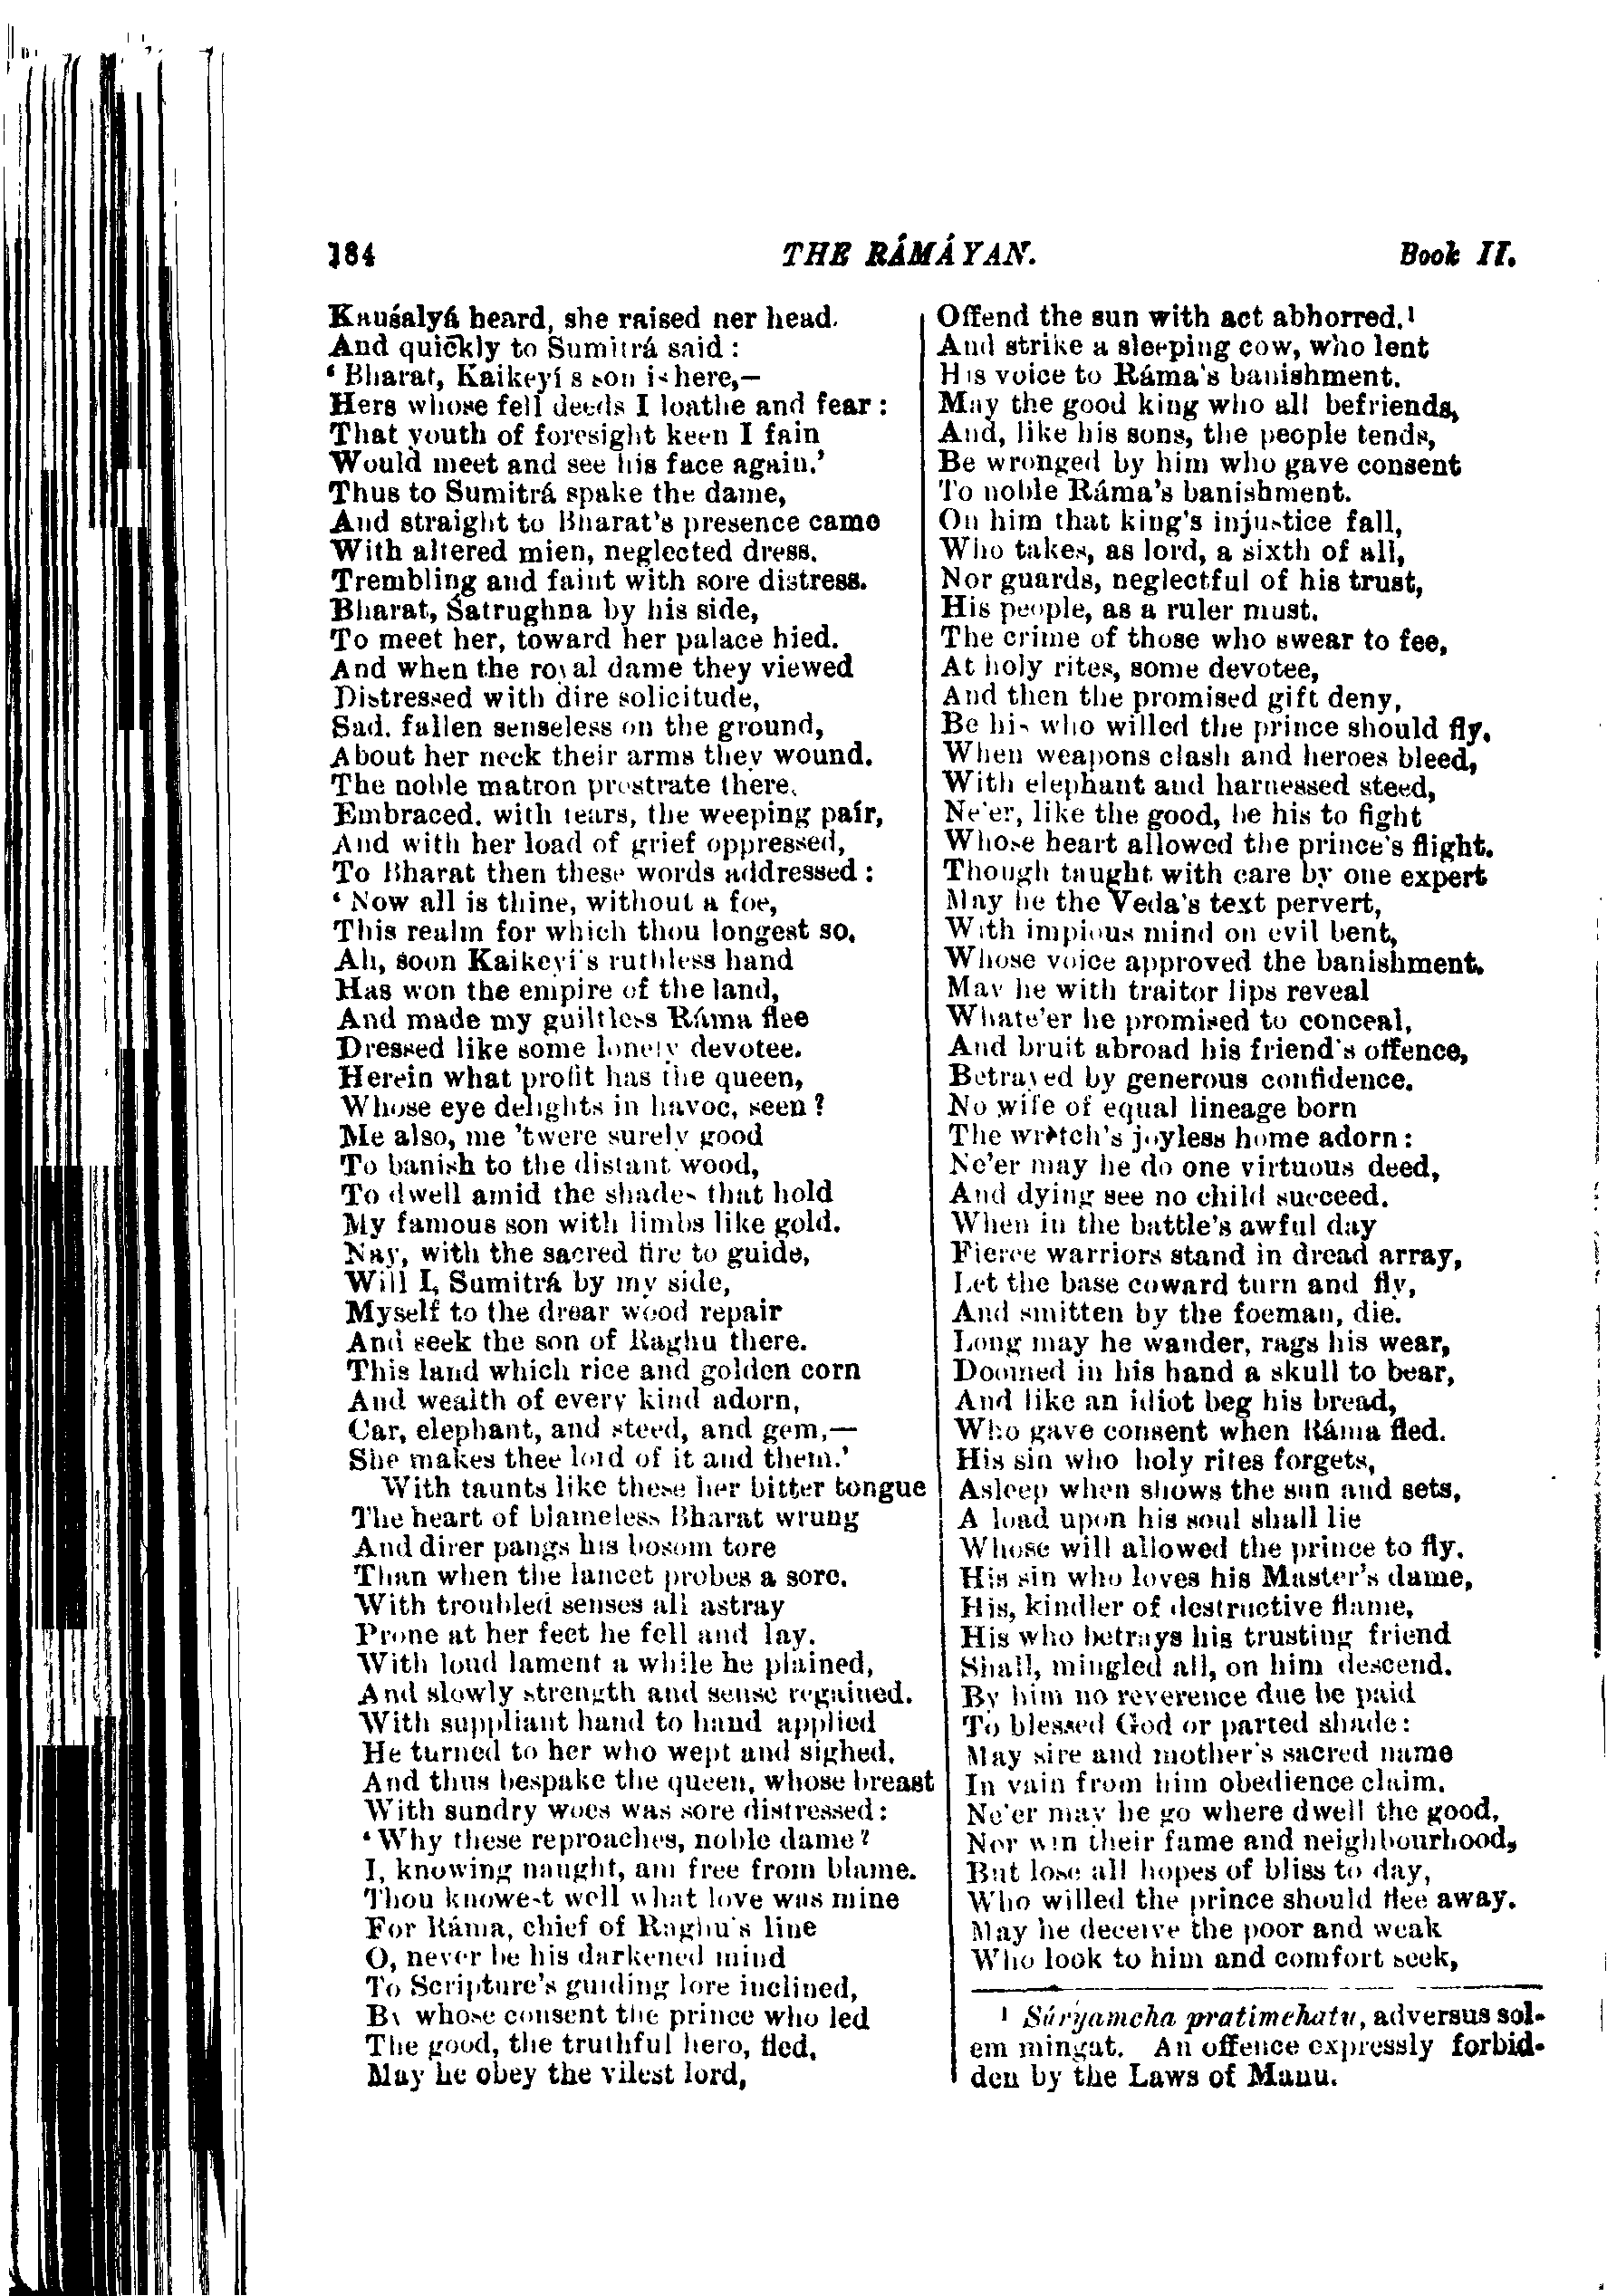 184 THE RÁMÁYAN. Book II.
Kauśalyá heard, she raised her head.
And quickly to Sumitrá said:
‘Bharat, Kaikeyí's son is here,—
Hers whose fell deeds I loathe and fear:
That youth of foresight keen I fain
Would meet and see his face again.’
Thus to Sumitrá spake the dame,
And straight to Bharat's presence came
With altered mien, neglected dress.
Trembling and faint with sore distress.
Bharat, Śatrughna by his side,
To meet her, toward her palace hied.
And when the royal dame they viewed
Distressed with dire solicitude,
Sad, fallen senseless on the ground,
About her neck their arms they wound.
The noble matron prostrate there,
Embraced, with tears, the weeping pair,
And with her load of grief oppressed,
To Bharat then these words addressed:
‘Now all is thine, without a foe,
This realm for which thou longest so.
Ah, soon Kaikeyí's ruthless hand
Has won the empire of the land,
And made my guiltless Ráma flee
Dressed like some lonely devotee.
Herein what profit has the queen,
Whose eye delights in havoc, seen?
Me also, me 'twere surely good
To banish to the distant wood,
To dwell amid the shades that hold
My famous son with limbs like gold.
Nay, with the sacred fire to guide,
Will I, Sumitrá by my side,
Myself to the drear wood repair
And seek the son of Raghu there.
This land which rice and golden corn
And wealth of every kind adorn,
Car, elephant, and steed, and gem,—
She makes thee lord of it and them.’
With taunts like these her bitter tongue
The heart of blameless Bharat wrung
And direr pangs his bosom tore
Than when the lancet probes a sore.
With troubled senses all astray
Prone at her feet he fell and lay.
With loud lament a while he plained,
And slowly strength and sense regained.
With suppliant hand to hand applied
He turned to her who wept and sighed,
And thus bespake the queen, whose breast
With sundry woes was sore distressed:
‘Why these reproaches, noble dame?
I, knowing naught, am free from blame.
Thou knowest well what love was mine
For Ráma, chief of Raghu's line
O, never be his darkened mind
To Scripture's guiding lore inclined,
By whose consent the prince who led
The good, the truthful hero, fled.
May he obey the vilest lord,
Offend the sun with act abhorred,¹
And strike a sleeping cow, who lent
His voice to Ráma's banishment.
May the good king who all befriends,
And, like his sons, the people tends,
Be wronged by him who gave consent
To noble Ráma's banishment.
On him that king's injustice fall,
Who takes, as lord, a sixth of all,
Nor guards, neglectful of his trust,
His people, as a ruler must.
The crime of those who swear to fee,
At holy rites, some devotee,
And then the promised gift deny,
Be his who willed the prince should fly.
When weapons clash and heroes bleed,
With elephant and harnessed steed,
Ne'er, like the good, be his to fight
Whose heart allowed the prince's flight.
Though taught with care by one expert
May he the Veda's text pervert,
With impious mind on evil bent,
Whose voice approved the banishment.
May he with traitor lips reveal
Whate'er he promised to conceal,
And bruit abroad his friend's offence,
Betrayed by generous confidence.
No wife of equal lineage born
The wretch's joyless home adorn:
Ne'er may he do one virtuous deed,
And dying see no child succeed.
When in the battle's awful day
Fierce warriors stand in dread array,
Let the base coward turn and fly,
And smitten by the foeman, die.
Long may he wander, rags his wear,
Doomed in his hand a skull to bear,
And like an idiot beg his bread,
Who gave consent when Ráma fled.
His sin who holy rites forgets,
Asleep when shows the sun and sets,
A load upon his soul shall lie
Whose will allowed the prince to fly.
His sin who loves his Master's dame,
His, kindler of destructive flame,
His who betrays his trusting friend
Shall, mingled all, on him descend.
By him no reverence due be paid
To blessed God or parted shade:
May sire and mother's sacred name
In vain from him obedience claim.
Ne'er may he go where dwell the good,
Nor win their fame and neighbourhood,
But lose all hopes of bliss to day,
Who willed the prince should flee away.
May he deceive the poor and weak
Who look to him and comfort seek,
¹ Súryamcha pratimehatu, adversus sol-
em mingat. An offence expressly forbid-
den by the Laws of Manu.